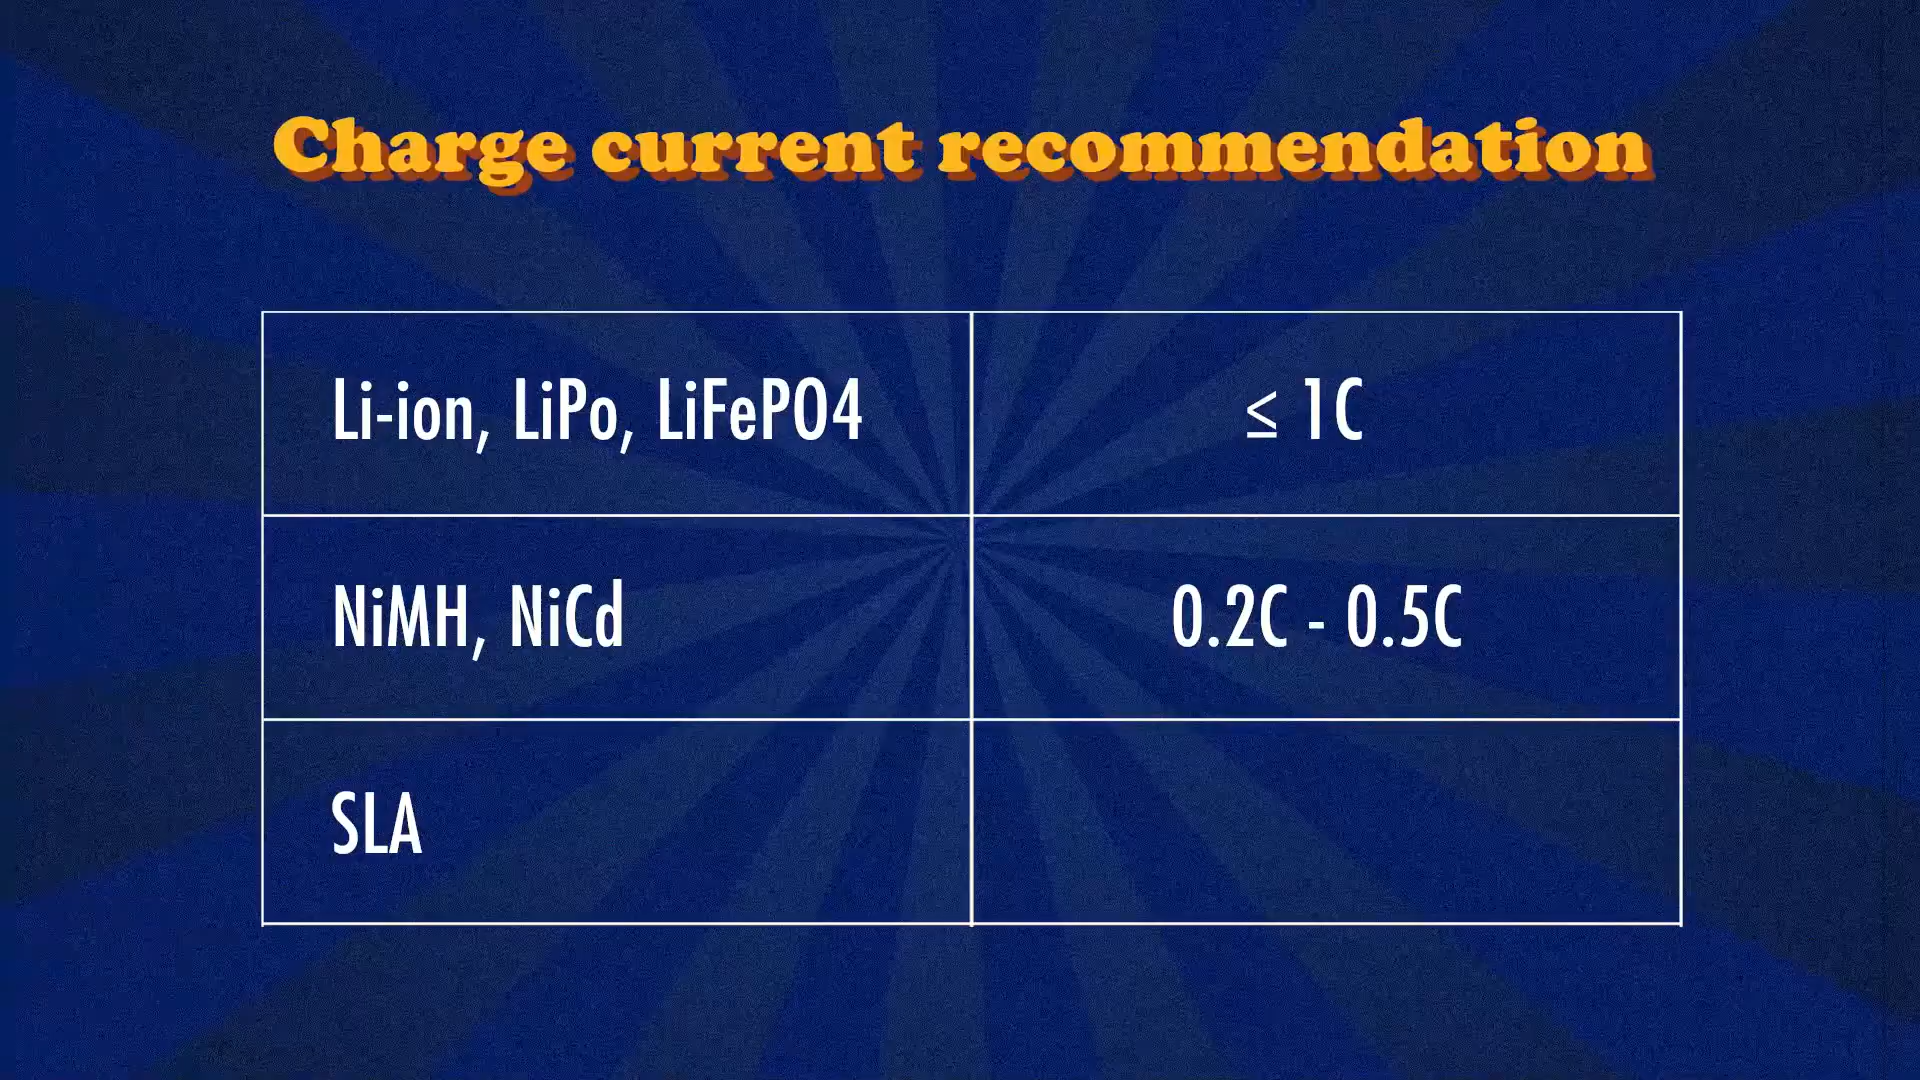 Charge current recommendation
Li-ion, LiPo, LiFePO4 ≤ 1C
NiMH, NiCd 0.2C - 0.5C
SLA